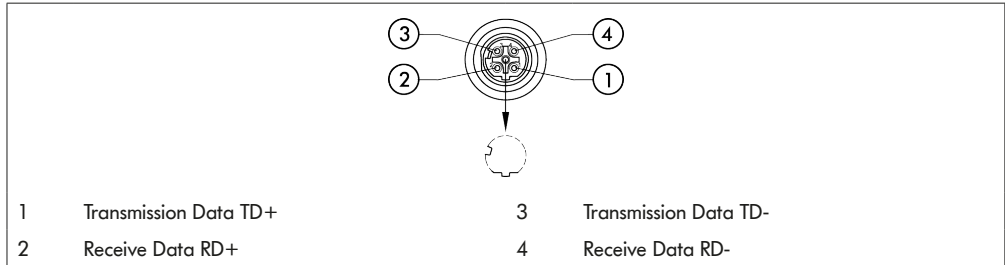 3 4
2 1
1 Transmission Data TD+ 3 Transmission Data TD-
2 Receive Data RD+ 4 Receive Data RD-